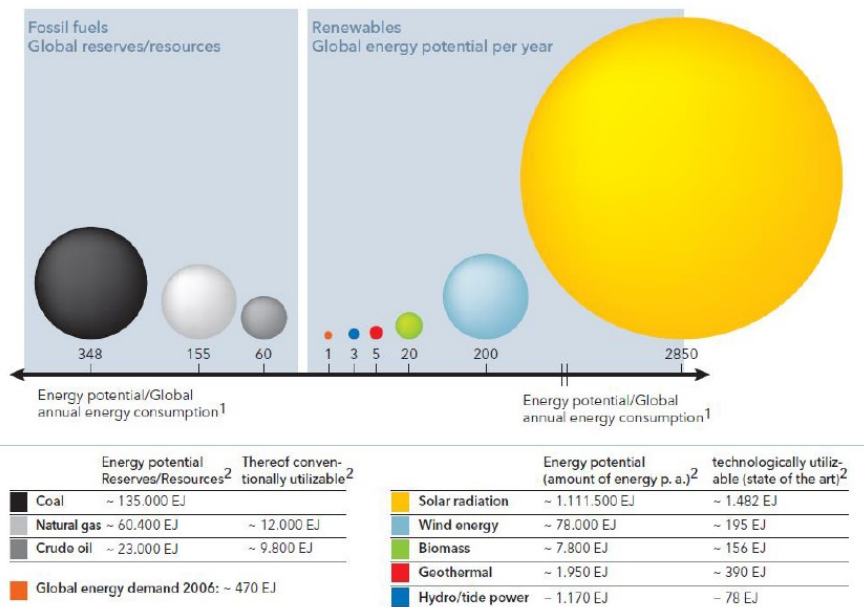 Fossil fuels
Global reserves/resources
Renewables
Global energy potential per year
348 155 60 1 3 5 20 200 2850
Energy potential/Global
annual energy consumption1
Energy potential/Global
annual energy consumption1
Energy potential
Reserves/Resources2
Thereof conven-
tionally utilizable2
Coal ~ 135.000 EJ
Natural gas ~ 60.400 EJ ~ 12.000 EJ
Crude oil ~ 23.000 EJ ~ 9.800 EJ
Global energy demand 2006: ~ 470 EJ
Energy potential
(amount of energy p. a.)2
technologically utiliz-
able (state of the art)2
Solar radiation ~ 1.111.500 EJ ~ 1.482 EJ
Wind energy ~ 78.000 EJ ~ 195 EJ
Biomass ~ 7.800 EJ ~ 156 EJ
Geothermal ~ 1.950 EJ ~ 390 EJ
Hydro/tide power ~ 1.170 EJ ~ 78 EJ